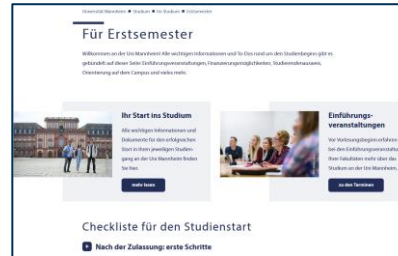 Universität Mannheim ■ Studium ■ Im Studium ■ Erstsemester
Für Erstsemester
Willkommen an der Uni Mannheim! Alle wichtigen Informationen und To-Dos rund um den Studienbeginn gibt es
gebündelt auf dieser Seite: Einführungsveranstaltungen, Finanzierungsmöglichkeiten, Studierendenausweis,
Orientierung auf dem Campus und vieles mehr.
Ihr Start ins Studium
Alle wichtigen Informationen und
Dokumente für den erfolgreichen
Start in Ihren jeweiligen Studien-
gang an der Uni Mannheim finden
Sie hier.
mehr lesen
Einführungs-
veranstaltungen
Vor Vorlesungsbeginn erfahren
bei den Einführungsveranstaltu
Ihrer Fakultäten mehr über das
Studium an der Uni Mannheim.
zu den Terminen
Checkliste für den Studienstart
Nach der Zulassung: erste Schritte